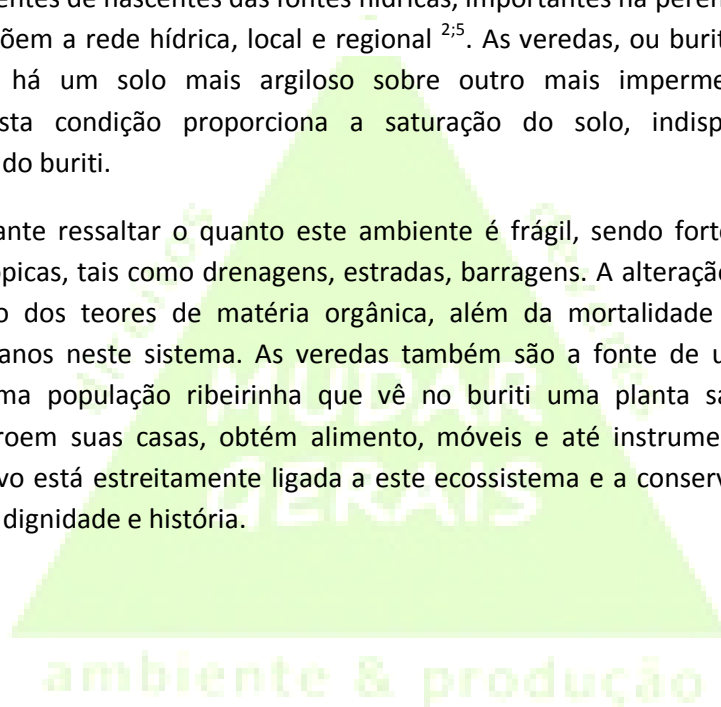 entes de nascentes das fontes hídricas, importantes na peren
õem a rede hídrica, local e regional 2;5. As veredas, ou burit
há um solo mais argiloso sobre outro mais imperme
sta condição proporciona a saturação do solo, indisp
do buriti.
ante ressaltar o quanto este ambiente é frágil, sendo forte
ópicas, tais como drenagens, estradas, barragens. A alteração
o dos teores de matéria orgânica, além da mortalidade
anos neste sistema. As veredas também são a fonte de u
ma população ribeirinha que vê no buriti uma planta sa
roem suas casas, obtém alimento, móveis e até instrume
vo está estreitamente ligada a este ecossistema e a conserv
dignidade e história.
MUDAR
GERAIS
ambiente & produção